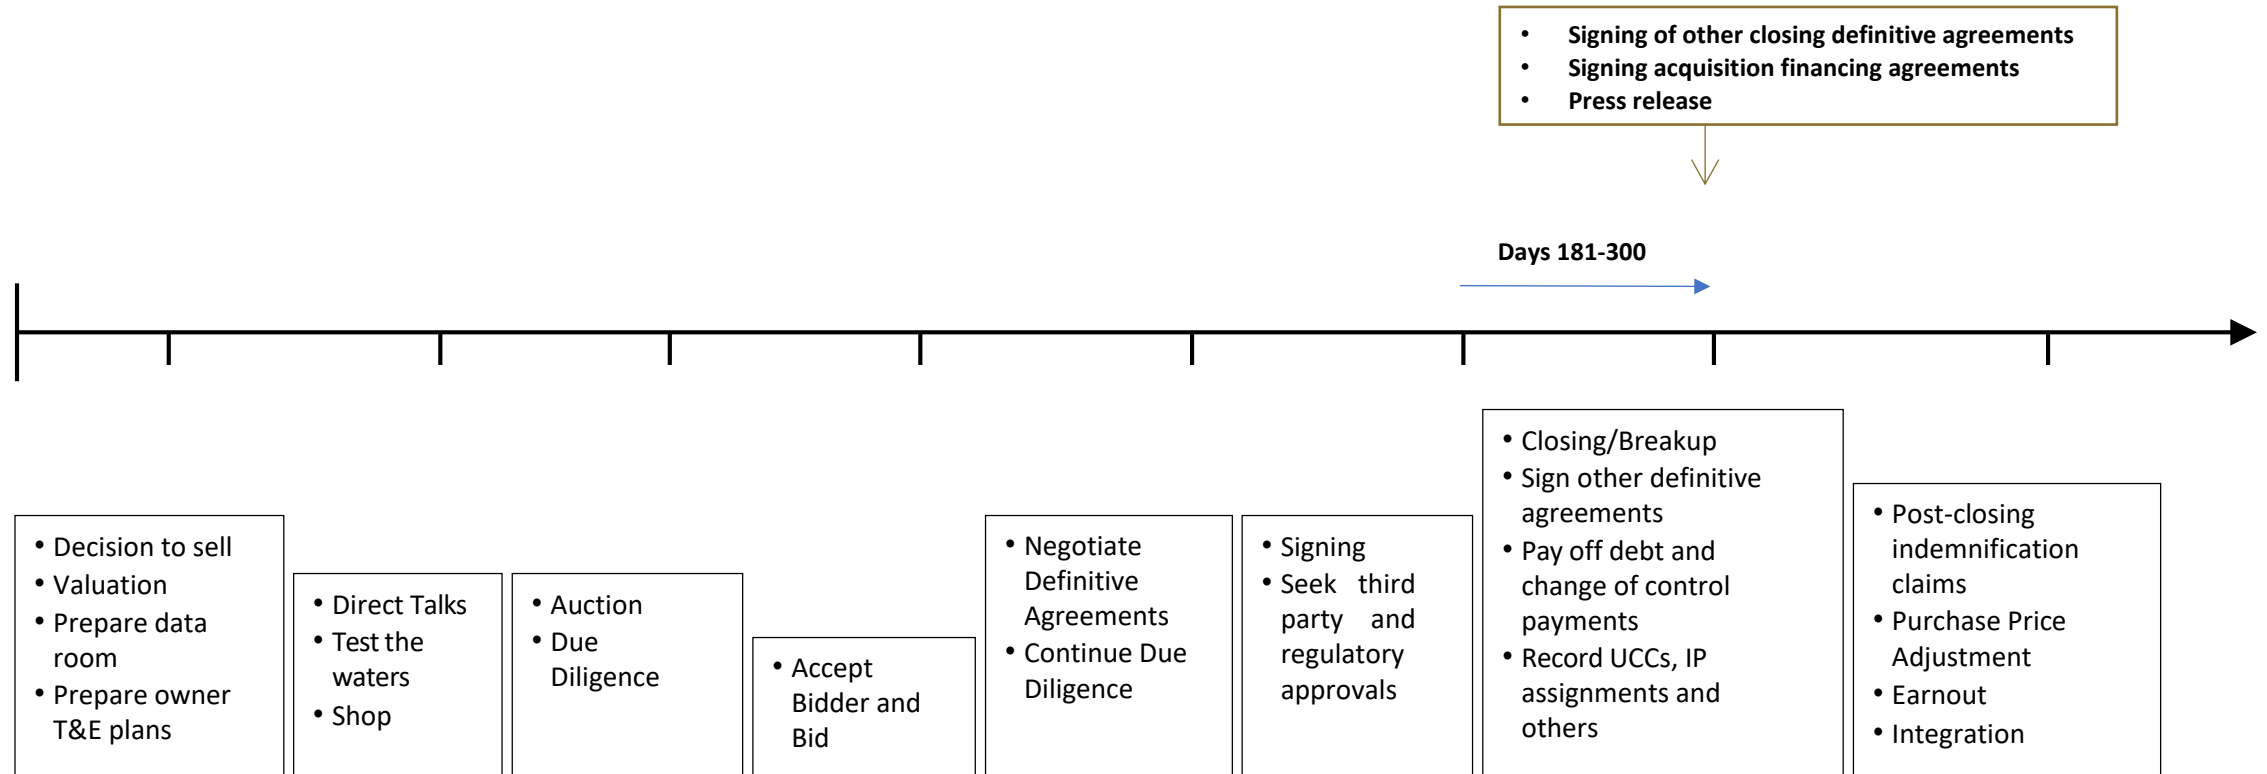 • Signing of other closing definitive agreements
• Signing acquisition financing agreements
• Press release
Days 181-300
• Decision to sell
• Valuation
• Prepare data
room
• Prepare owner
T&E plans
• Direct Talks
• Test the
waters
• Shop
• Auction
• Due
Diligence
• Accept
Bidder and
Bid
• Negotiate
Definitive
Agreements
• Continue Due
Diligence
• Signing
• Seek third
party and
regulatory
approvals
• Closing/Breakup
• Sign other definitive
agreements
• Pay off debt and
change of control
payments
• Record UCCs, IP
assignments and
others
• Post-closing
indemnification
claims
• Purchase Price
Adjustment
• Earnout
• Integration